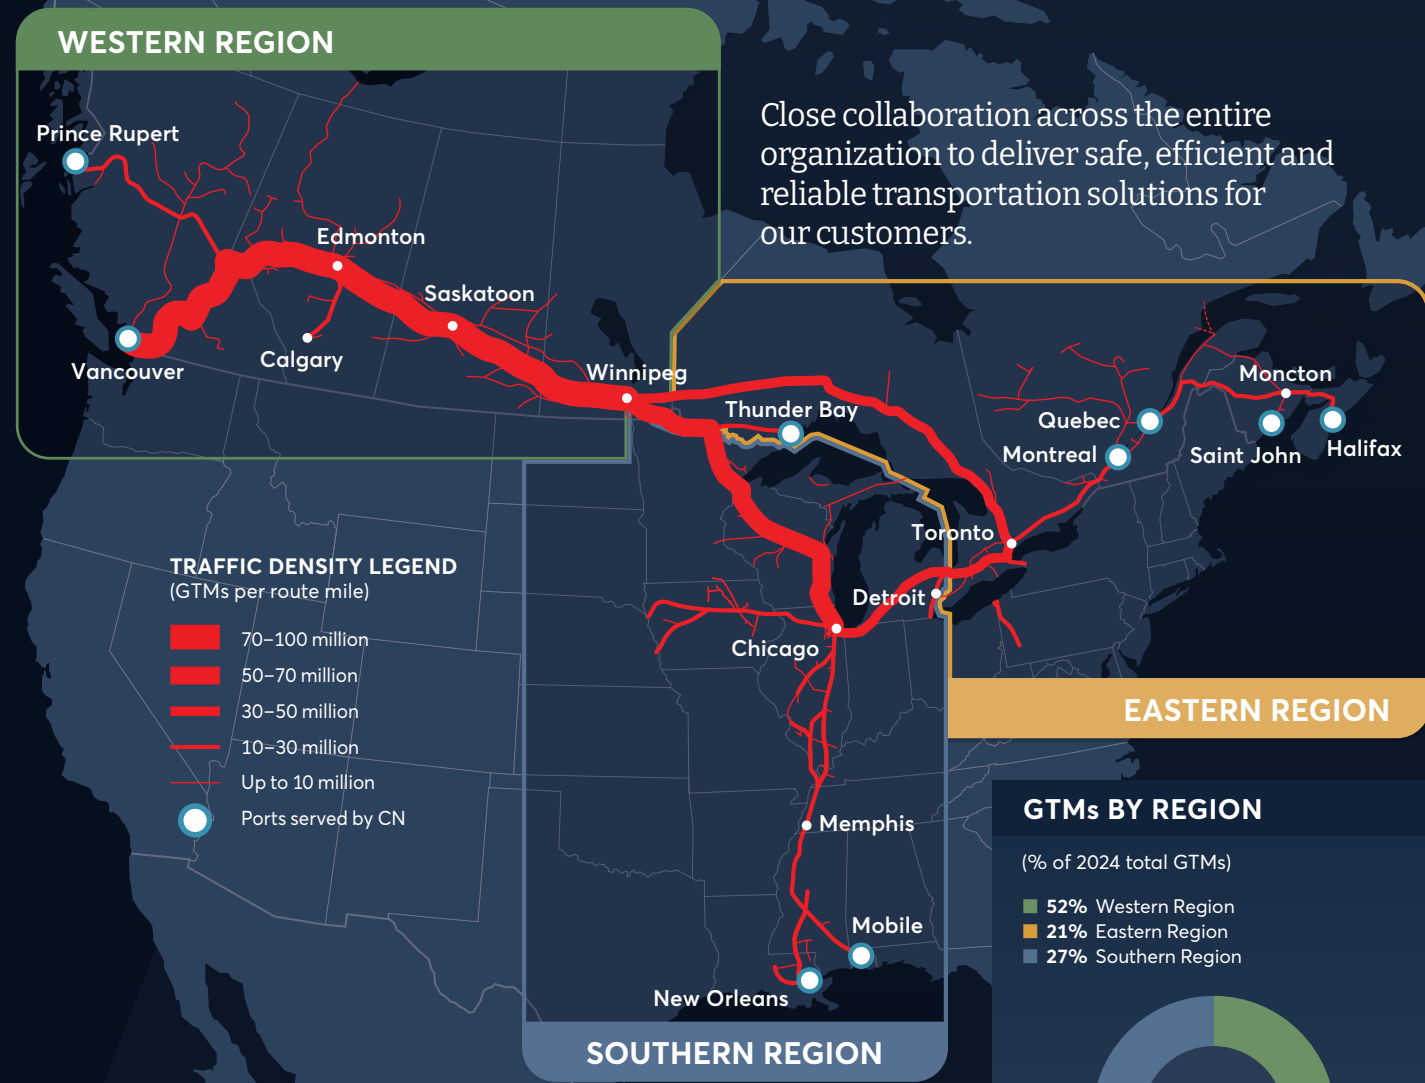 WESTERN REGION
Close collaboration across the entire
organization to deliver safe, efficient and
reliable transportation solutions for
our customers.
Prince Rupert
Edmonton
Saskatoon
Calgary
Vancouver
Winnipeg
Thunder Bay
Moncton
Quebec
Montreal
Saint John
Halifax
Toronto
Detroit
Chicago
TRAFFIC DENSITY LEGEND
(GTMs per route mile)
70–100 million
50–70 million
30–50 million
10–30 million
Up to 10 million
Ports served by CN
EASTERN REGION
Memphis
Mobile
New Orleans
SOUTHERN REGION
GTMs BY REGION
(% of 2024 total GTMs)
52% Western Region
21% Eastern Region
27% Southern Region